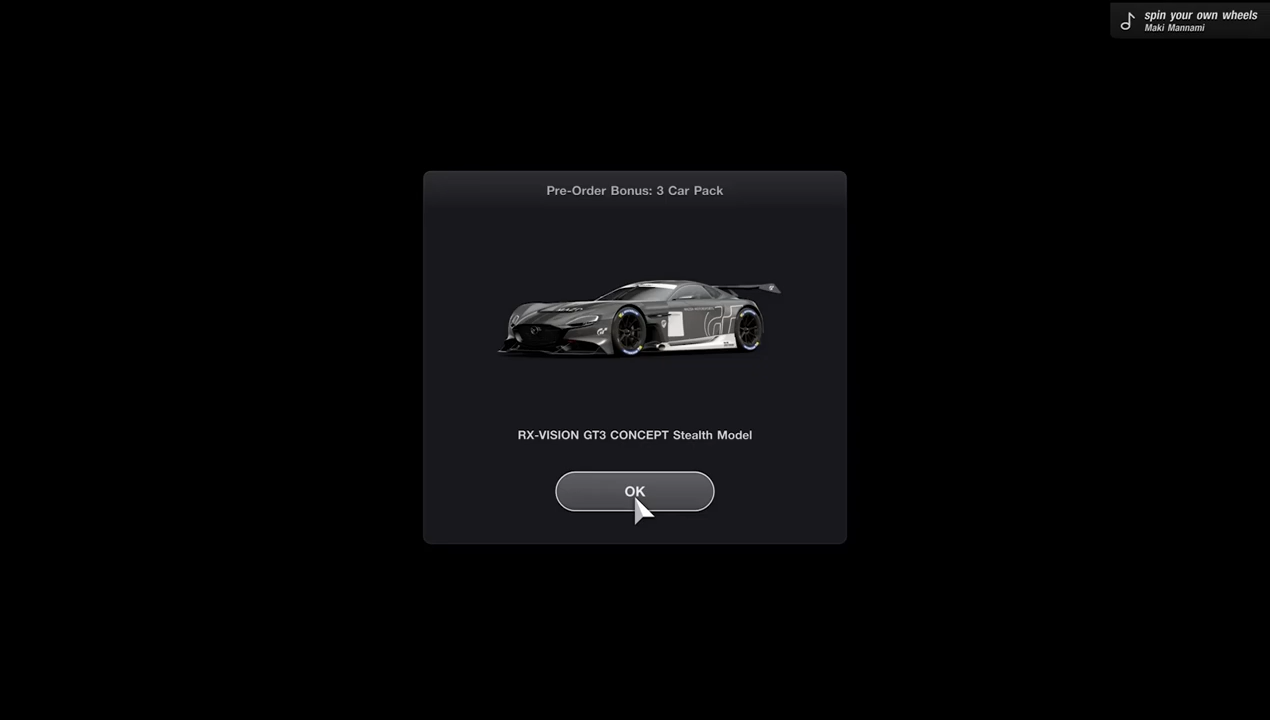 spin your own wheels
Maki Mannami
Pre-Order Bonus: 3 Car Pack
RX-VISION GT3 CONCEPT Stealth Model
OK